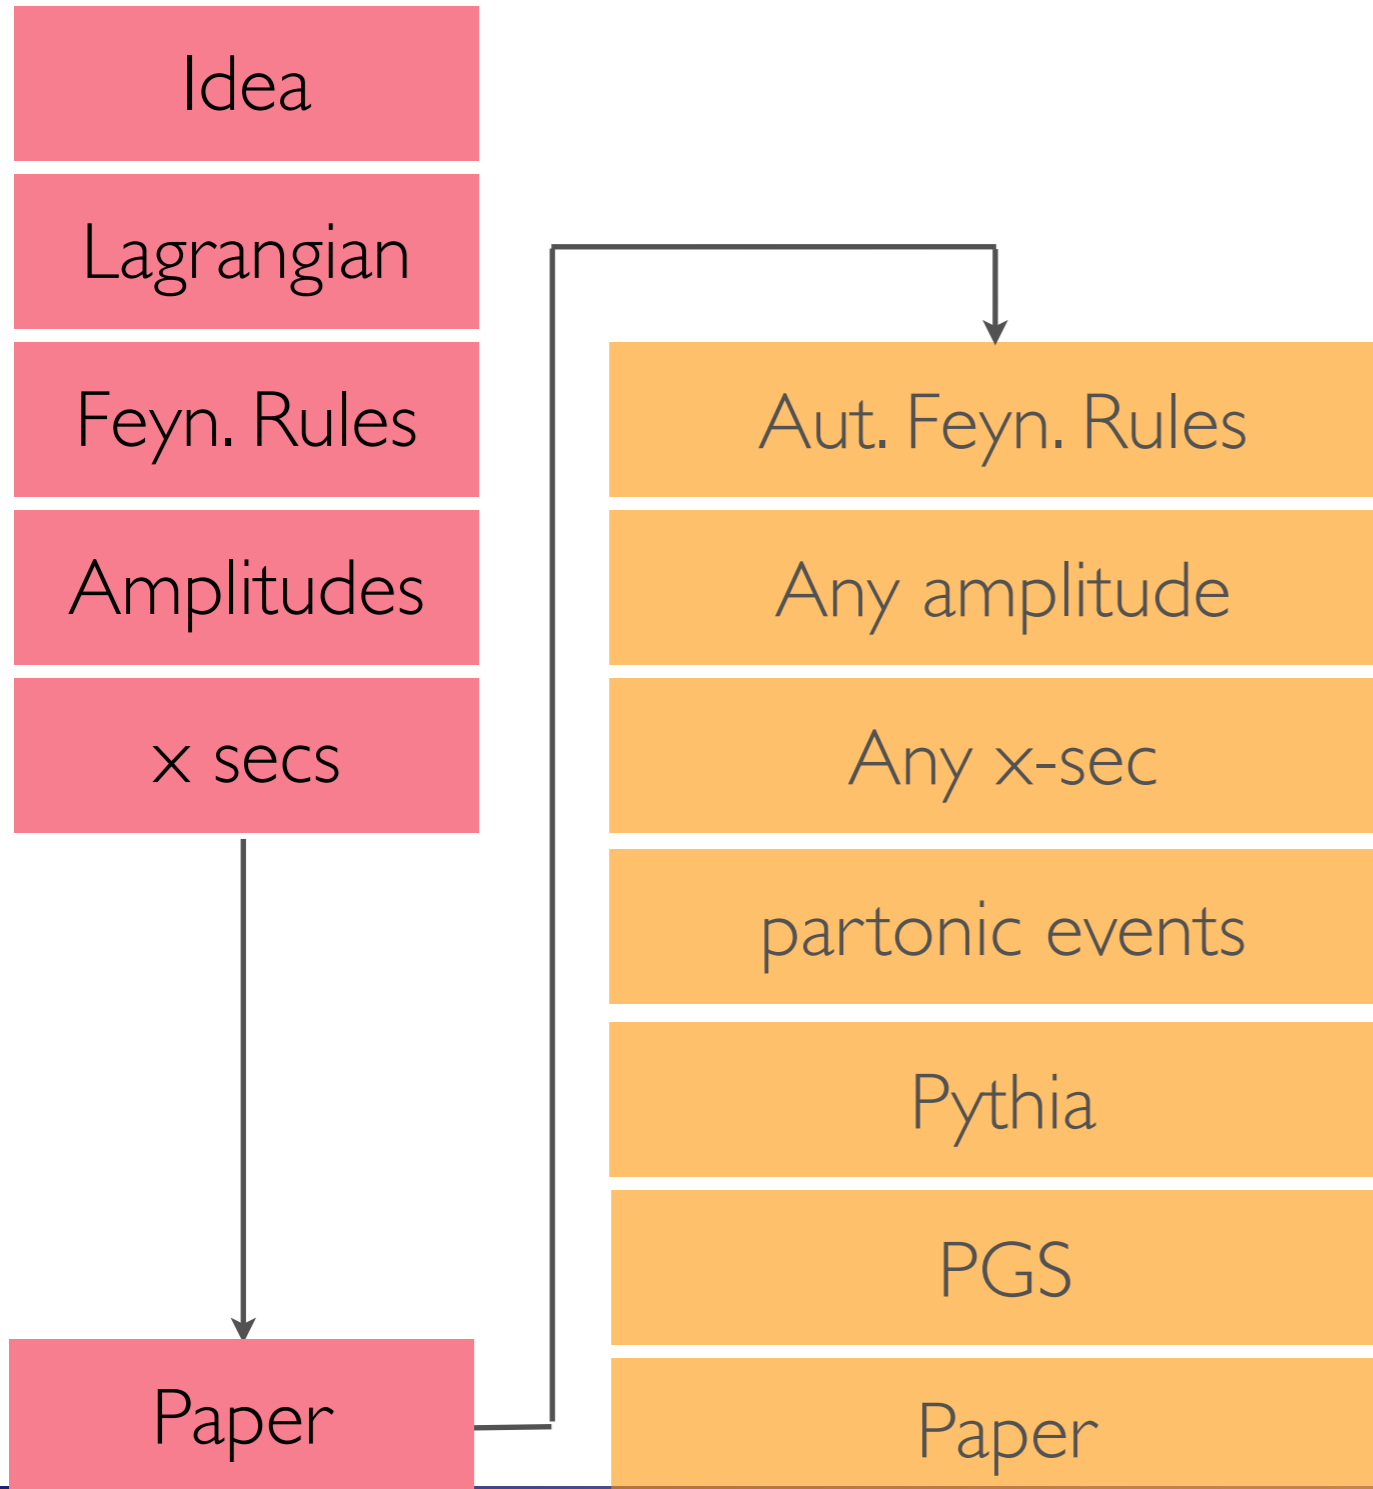 Idea
Lagrangian
Feyn. Rules
Amplitudes
x secs
Paper
Aut. Feyn. Rules
Any amplitude
Any x-sec
partonic events
Pythia
PGS
Paper